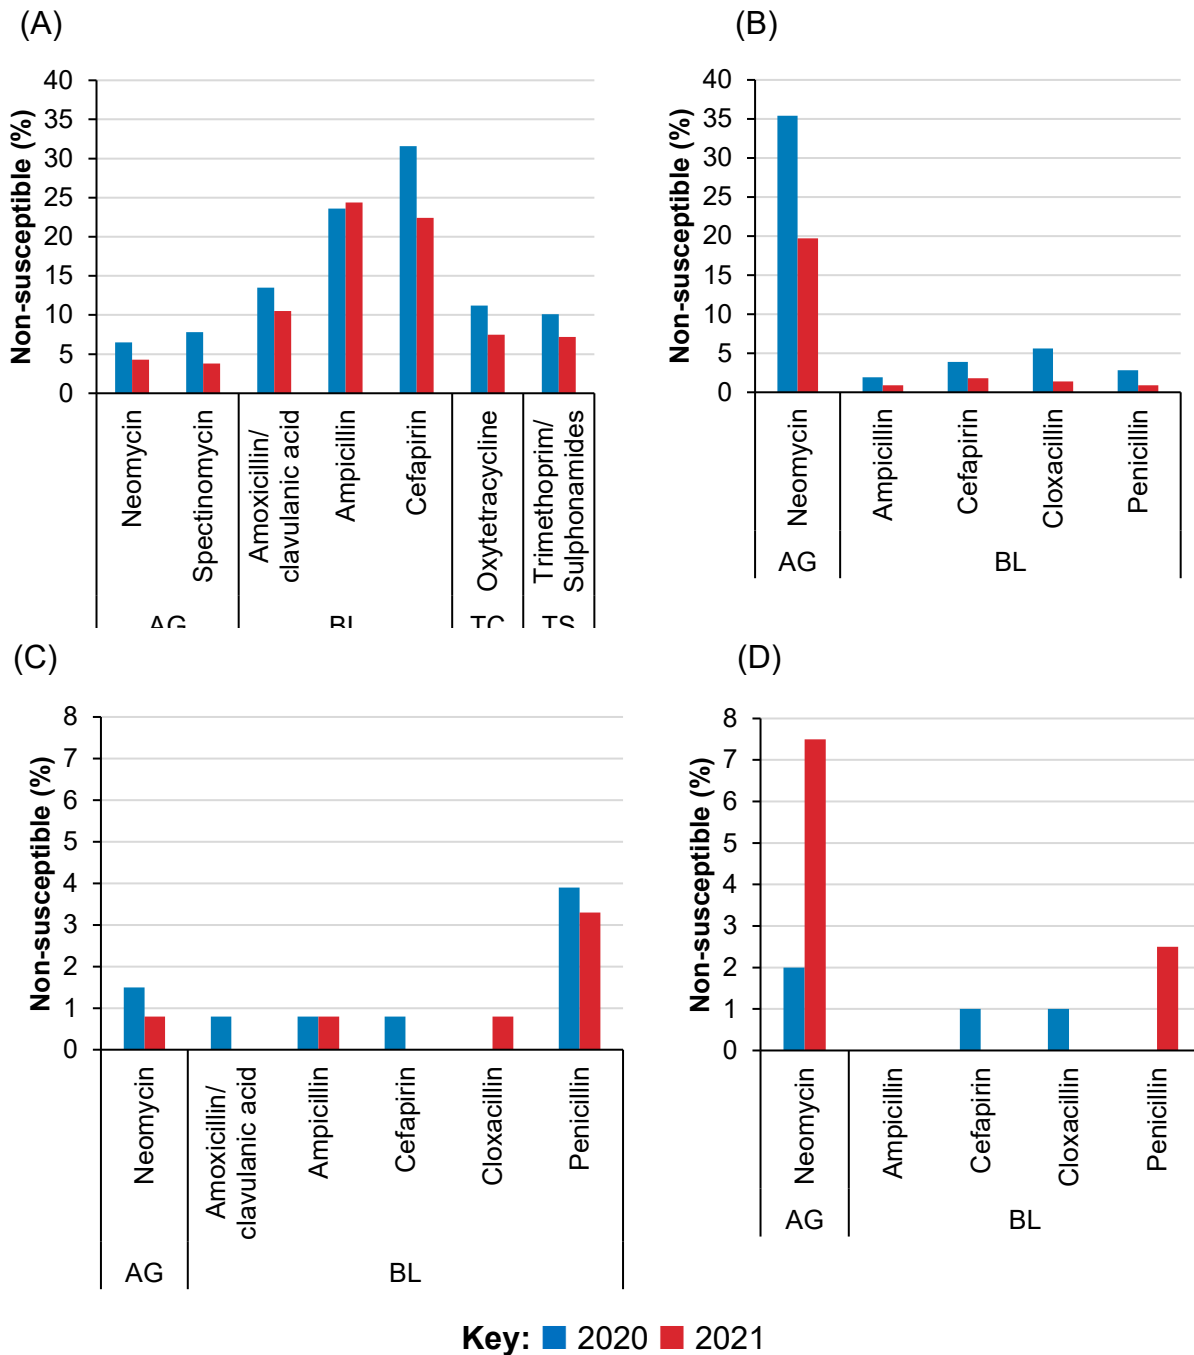 (A)
Non-susceptible (%)
40
35
30
25
20
15
10
5
0
Neomycin
Spectinomycin
Amoxicillin/
clavulanic acid
Ampicillin
Cefapirin
Oxytetracycline
Trimethoprim/
Sulphonamides
AG
BL
TC
TS
(B)
Non-susceptible (%)
40
35
30
25
20
15
10
5
0
Neomycin
Ampicillin
Cefapirin
Cloxacillin
Penicillin
AG
BL
(C)
Non-susceptible (%)
8
7
6
5
4
3
2
1
0
Neomycin
Amoxicillin/
clavulanic acid
Ampicillin
Cefapirin
Cloxacillin
Penicillin
AG
BL
(D)
Non-susceptible (%)
8
7
6
5
4
3
2
1
0
Neomycin
Ampicillin
Cefapirin
Cloxacillin
Penicillin
AG
BL
Key: 2020 2021